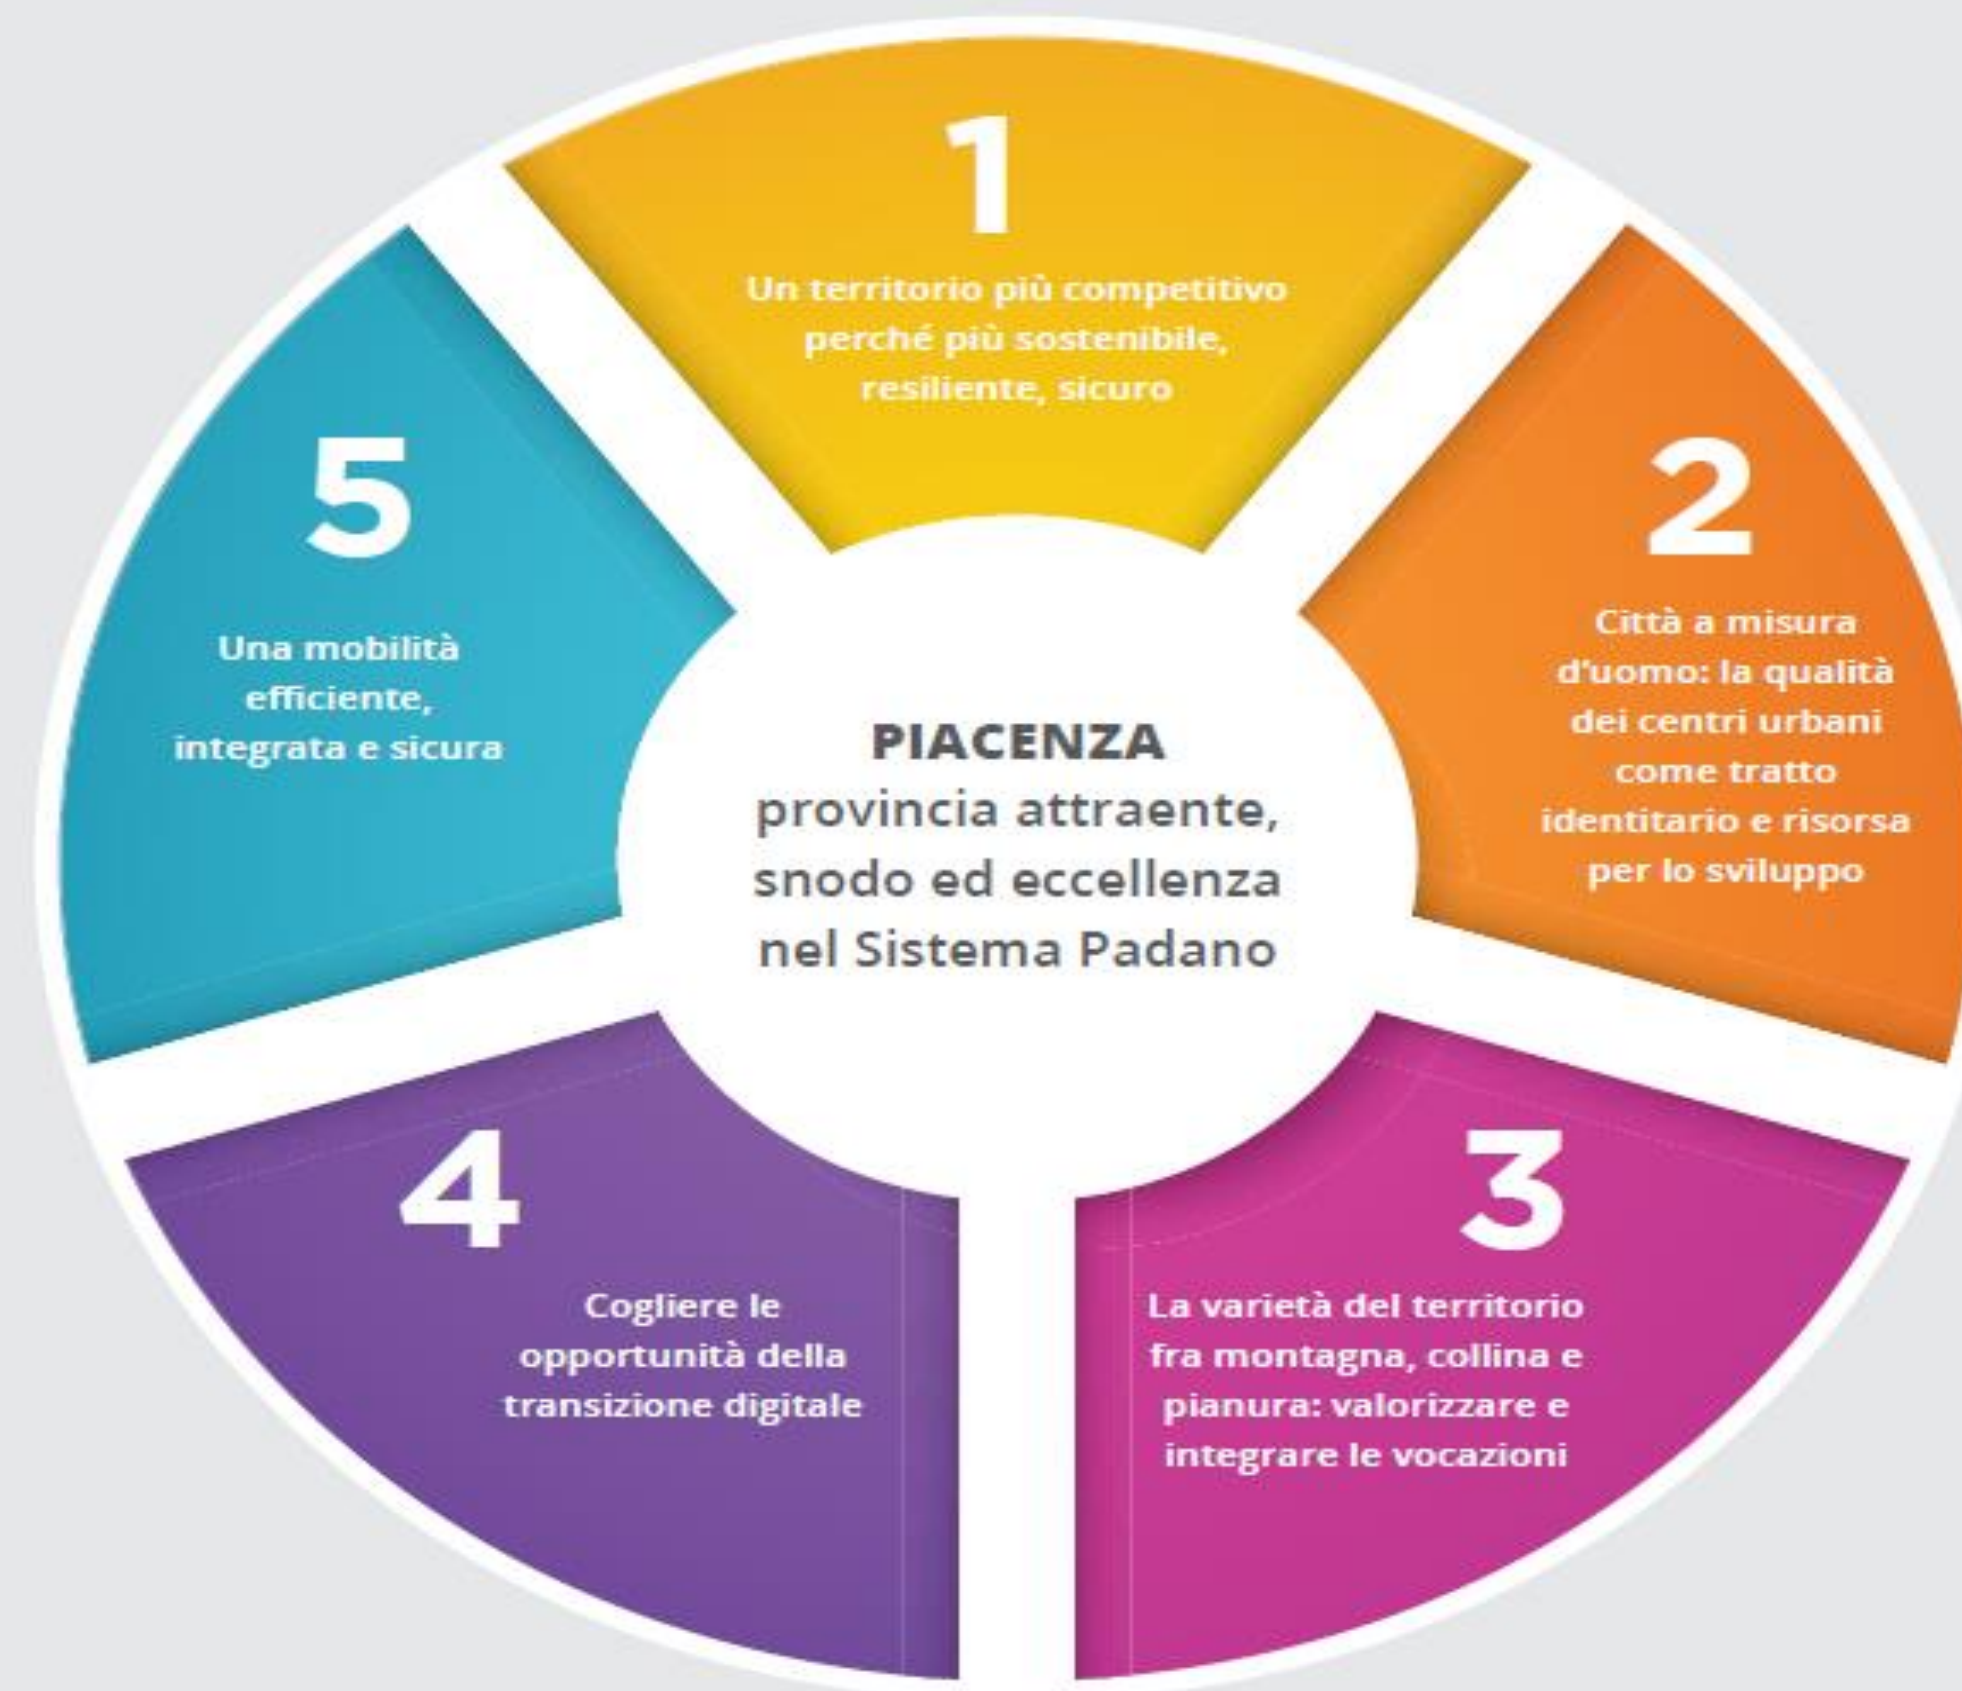 1
Un territorio più competitivo
perché più sostenibile,
resiliente, sicuro
2
Città a misura
d'uomo: la qualità
dei centri urbani
come tratto
identitario e risorsa
per lo sviluppo
3
La varietà del territorio
fra montagna, collina e
pianura: valorizzare e
integrare le vocazioni
4
Cogliere le
opportunità della
transizione digitale
5
Una mobilità
efficiente,
integrata e sicura
PIACENZA
provincia attraente,
snodo ed eccellenza
nel Sistema Padano